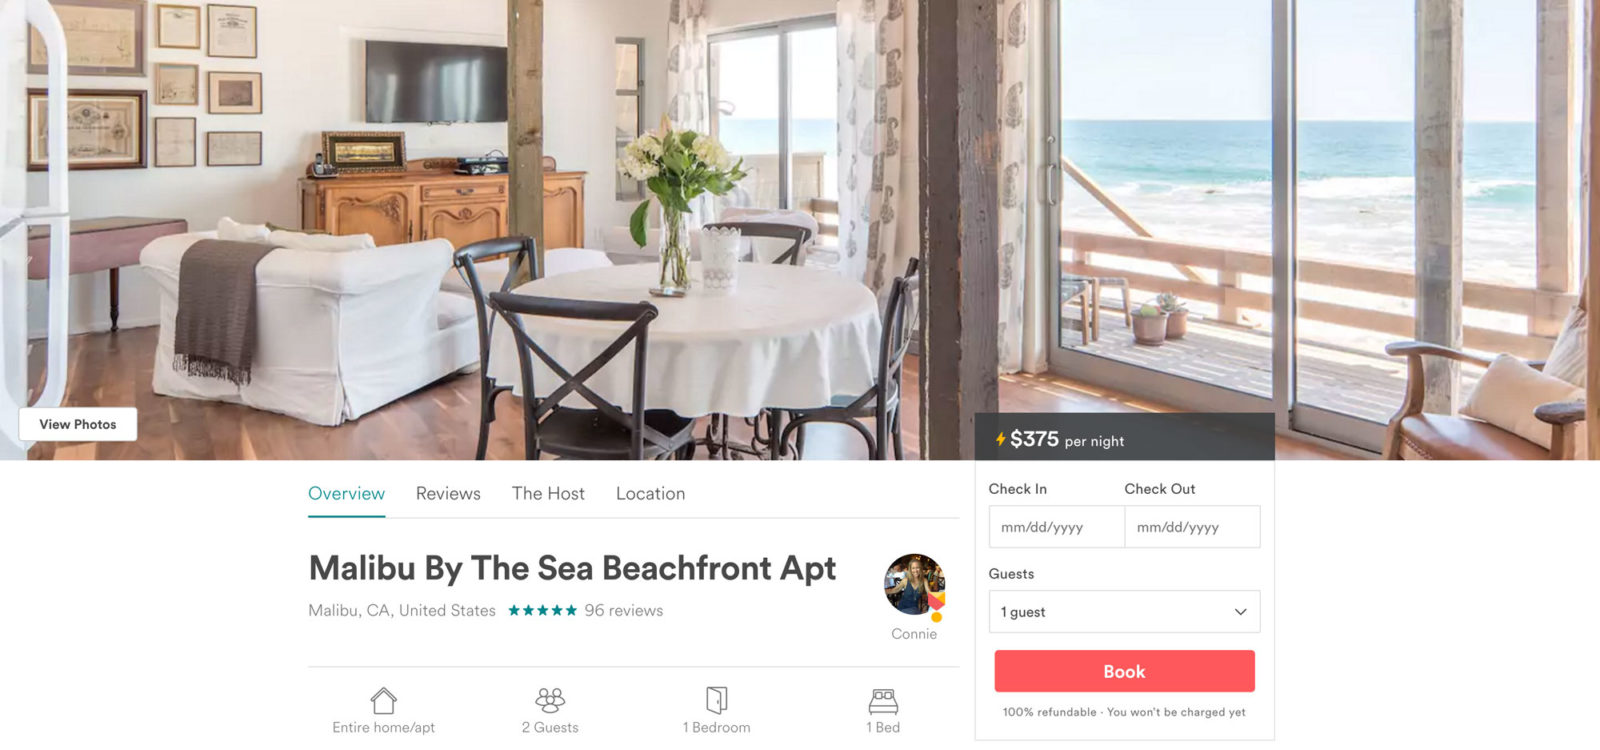 View Photos
$375 per night
Overview Reviews The Host Location
Malibu By The Sea Beachfront Apt
Malibu, CA, United States 96 reviews
Connie
Entire home/apt 2 Guests 1 Bedroom 1 Bed
Check In Check Out
mm/dd/yyyy mm/dd/yyyy
Guests
1 guest
Book
100% refundable · You won't be charged yet